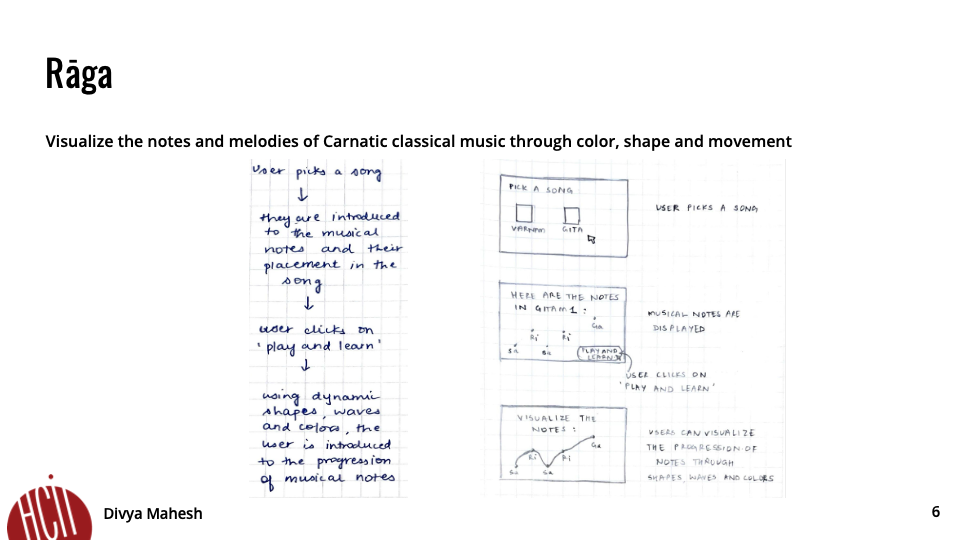 Rāga
Visualize the notes and melodies of Carnatic classical music through color, shape and movement
user picks a song
they are introduced
to the musical
notes and their
placement in the
song
user clicks on
'play and learn'
using dynamic
shapes, waves
and colors, the
user is introduced
to the progression
of musical notes
PICK A SONG
VARNAM GITA
USER PICKS A SONG
HERE ARE THE NOTES
IN GITAM 1 :
Ga
Ri Ri
Sa Sa
PLAY AND
LEARN
MUSICAL NOTES ARE
DISPLAYED
USER CLICKS ON
'PLAY AND LEARN'
VISUALIZE THE
NOTES :
Ga
Ri Ri
Sa Sa
USERS CAN VISUALIZE
THE PROGRESSION OF
NOTES THROUGH
SHAPES, WAVES AND COLORS
HCII
Divya Mahesh
6